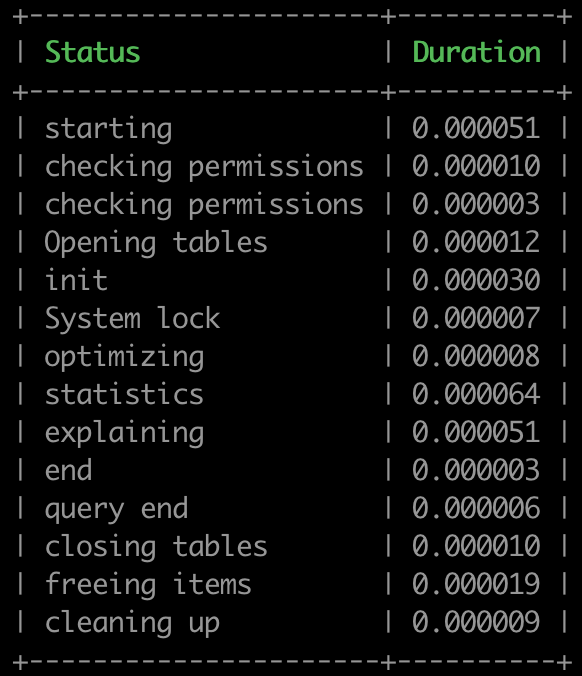 +---------------------+----------+
| Status              | Duration |
+---------------------+----------+
| starting            | 0.000051 |
| checking permissions | 0.000010 |
| checking permissions | 0.000003 |
| Opening tables      | 0.000012 |
| init                | 0.000030 |
| System lock         | 0.000007 |
| optimizing          | 0.000008 |
| statistics          | 0.000064 |
| explaining          | 0.000051 |
| end                 | 0.000003 |
| query end           | 0.000006 |
| closing tables      | 0.000010 |
| freeing items       | 0.000019 |
| cleaning up         | 0.000009 |
+---------------------+----------+